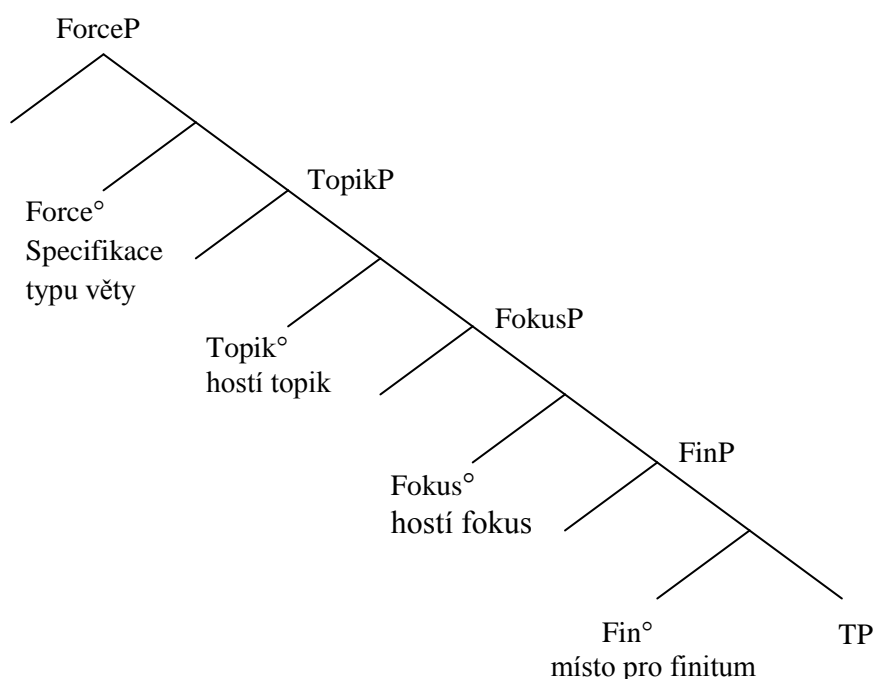 ForceP
TopikP
Force°
Specifikace
typu věty
FokusP
Topik°
hostí topik
FinP
Fokus°
hostí fokus
Fin°
TP
místo pro finitum